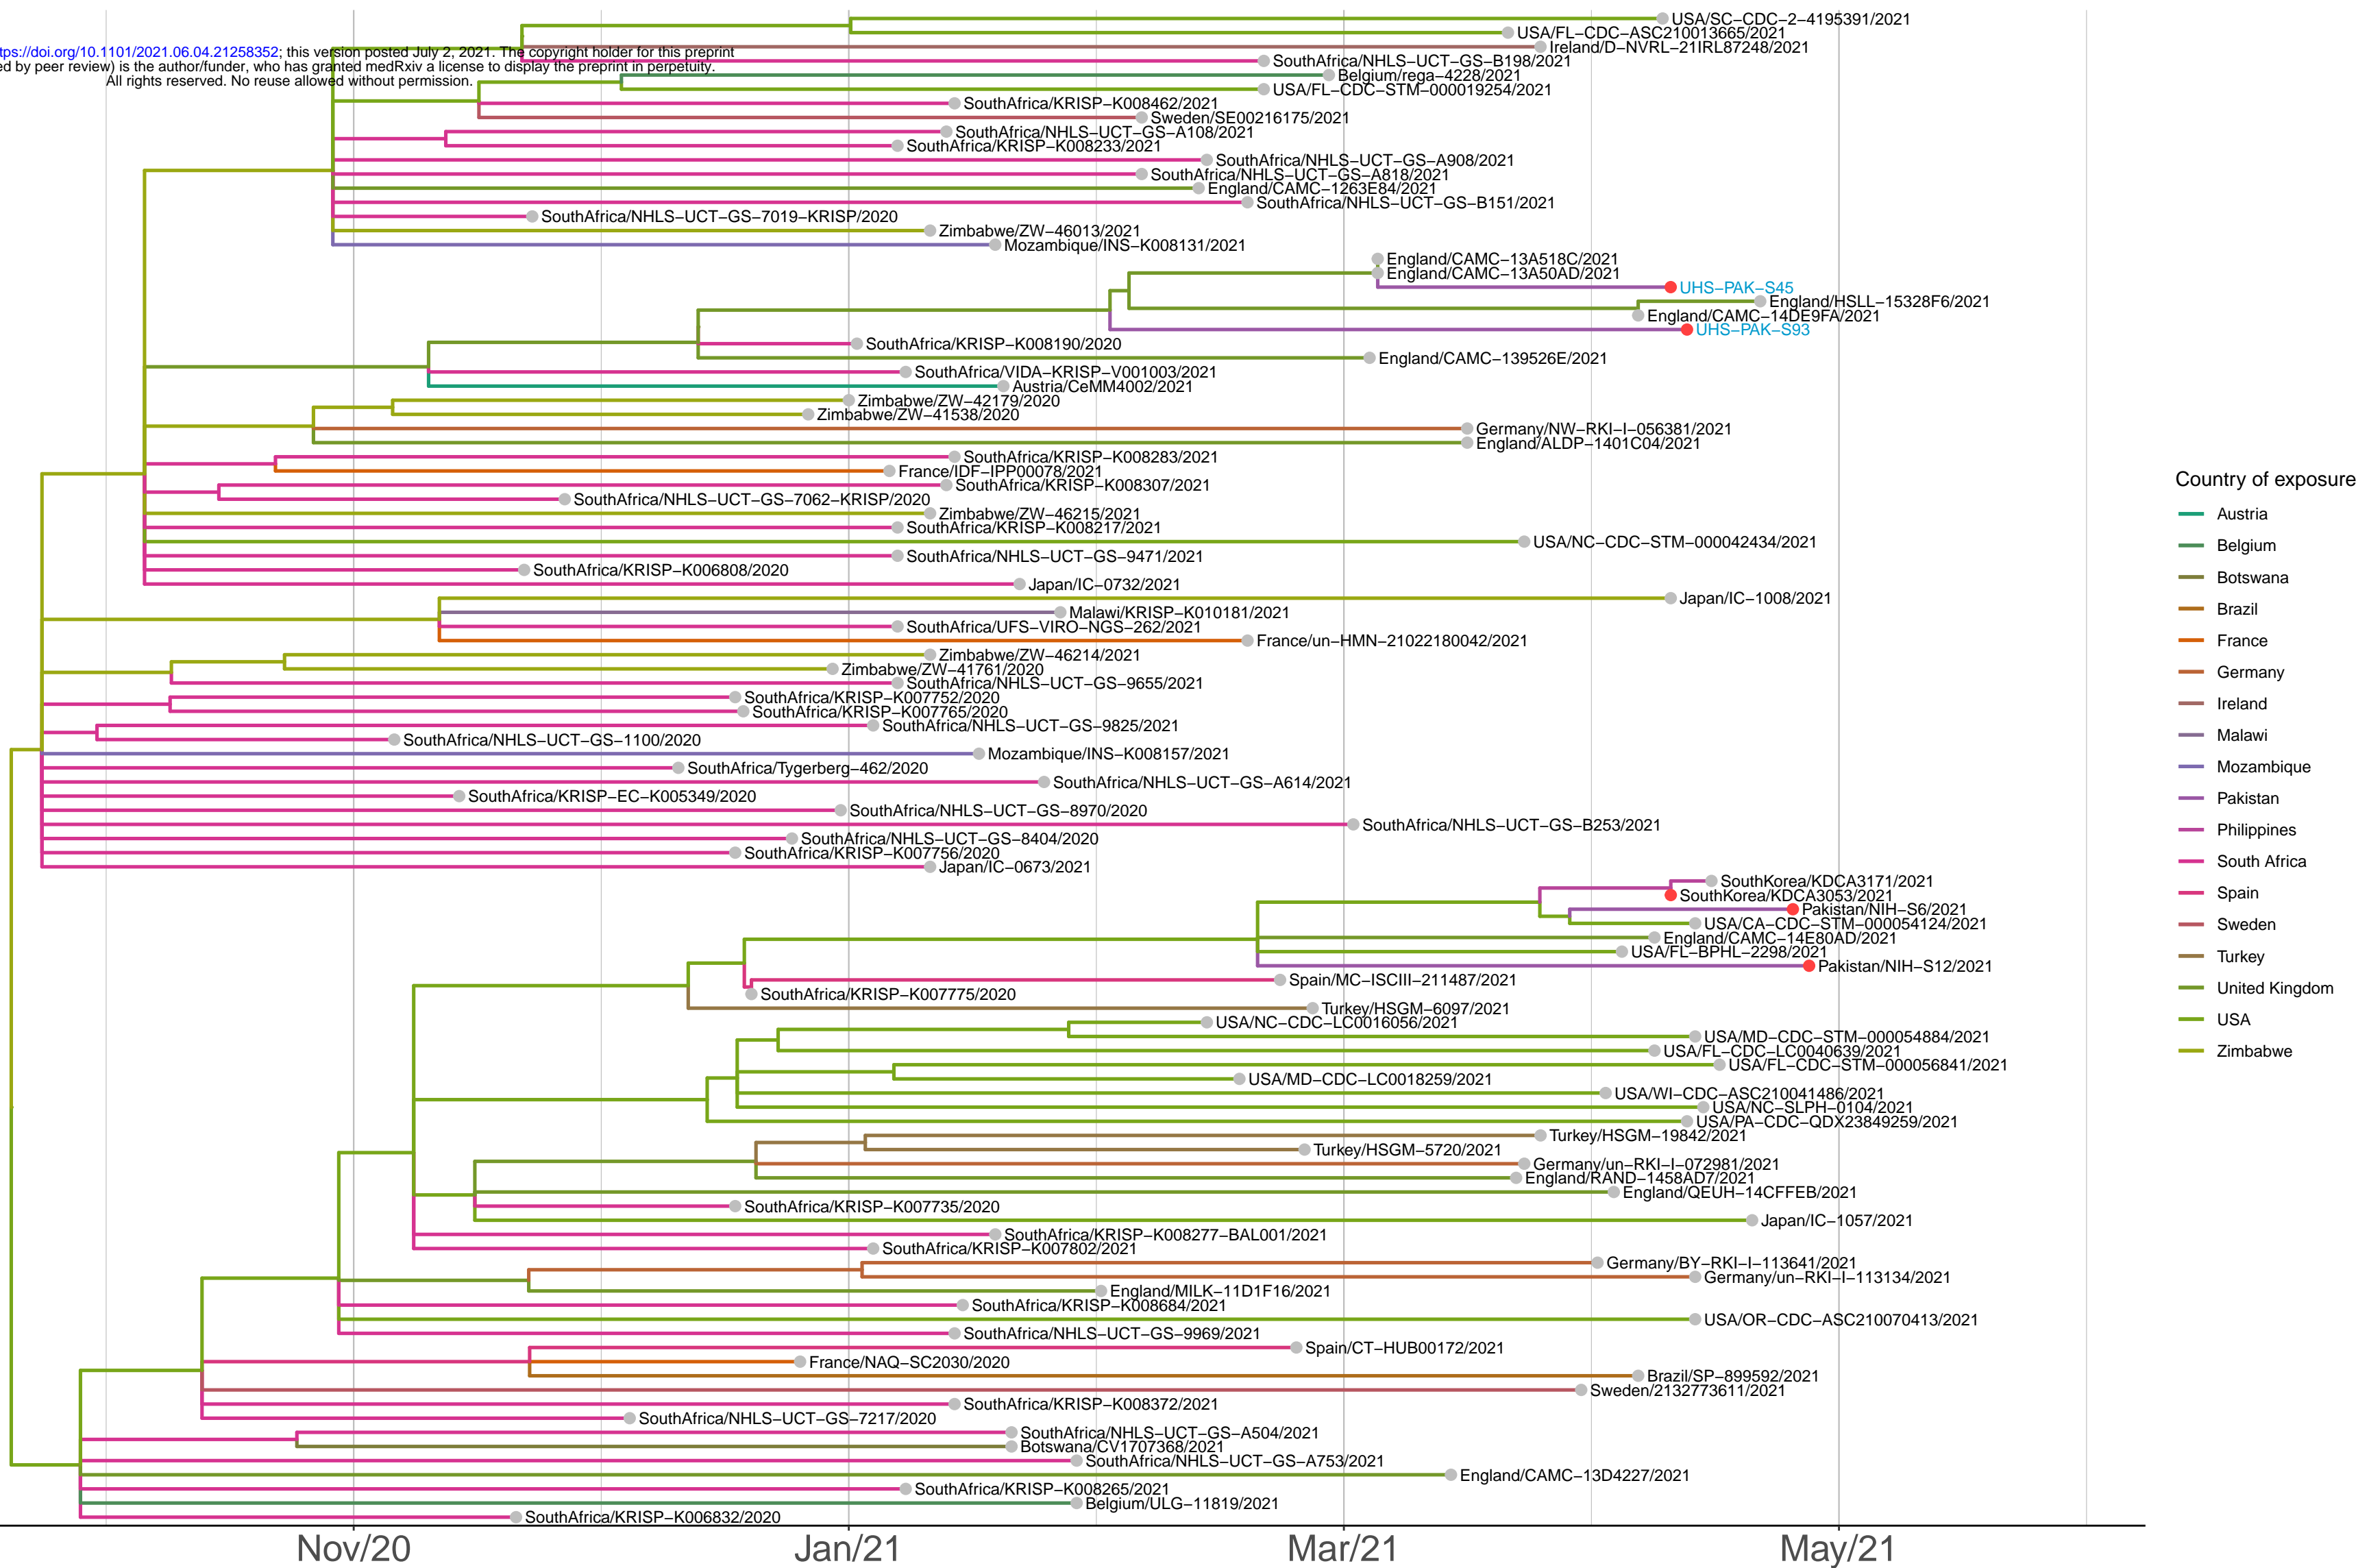 USA/SC−CDC−2−4195391/2021
USA/FL−CDC−ASC210013665/2021
Ireland/D−NVRL−21IRL87248/2021
tps://doi.org/10.1101/2021.06.04.21258352; this version posted July 2, 2021. The copyright holder for this preprint
SouthAfrica/NHLS−UCT−GS−B198/2021
ed by peer review) is the author/funder, who has granted medRxiv a license to display the preprint in perpetuity.
Belgium/rega−4228/2021
All rights reserved. No reuse allowed without permission.
USA/FL−CDC−STM−000019254/2021
SouthAfrica/KRISP−K008462/2021
Sweden/SE00216175/2021
SouthAfrica/NHLS−UCT−GS−A108/2021
SouthAfrica/KRISP−K008233/2021
SouthAfrica/NHLS−UCT−GS−A908/2021
SouthAfrica/NHLS−UCT−GS−A818/2021
England/CAMC−1263E84/2021
SouthAfrica/NHLS−UCT−GS−B151/2021
SouthAfrica/NHLS−UCT−GS−7019−KRISP/2020
Zimbabwe/ZW−46013/2021
Mozambique/INS−K008131/2021
England/CAMC−13A518C/2021
England/CAMC−13A50AD/2021
UHS−PAK−S45
England/HSLL−15328F6/2021
England/CAMC−14DE9FA/2021
UHS−PAK−S93
SouthAfrica/KRISP−K008190/2020
England/CAMC−139526E/2021
SouthAfrica/VIDA−KRISP−V001003/2021
Austria/CeMM4002/2021
Zimbabwe/ZW−42179/2020
Zimbabwe/ZW−41538/2020
Germany/NW−RKI−I−056381/2021
England/ALDP−1401C04/2021
SouthAfrica/KRISP−K008283/2021
France/IDF−IPP00078/2021
SouthAfrica/KRISP−K008307/2021
SouthAfrica/NHLS−UCT−GS−7062−KRISP/2020
Zimbabwe/ZW−46215/2021
SouthAfrica/KRISP−K008217/2021
USA/NC−CDC−STM−000042434/2021
SouthAfrica/NHLS−UCT−GS−9471/2021
SouthAfrica/KRISP−K006808/2020
Japan/IC−0732/2021
Japan/IC−1008/2021
Malawi/KRISP−K010181/2021
SouthAfrica/UFS−VIRO−NGS−262/2021
France/un−HMN−21022180042/2021
Zimbabwe/ZW−46214/2021
Zimbabwe/ZW−41761/2020
SouthAfrica/NHLS−UCT−GS−9655/2021
SouthAfrica/KRISP−K007752/2020
SouthAfrica/KRISP−K007765/2020
SouthAfrica/NHLS−UCT−GS−9825/2021
SouthAfrica/NHLS−UCT−GS−1100/2020
Mozambique/INS−K008157/2021
SouthAfrica/Tygerberg−462/2020
SouthAfrica/NHLS−UCT−GS−A614/2021
SouthAfrica/KRISP−EC−K005349/2020
SouthAfrica/NHLS−UCT−GS−8970/2020
SouthAfrica/NHLS−UCT−GS−B253/2021
SouthAfrica/NHLS−UCT−GS−8404/2020
SouthAfrica/KRISP−K007756/2020
Japan/IC−0673/2021
SouthKorea/KDCA3171/2021
SouthKorea/KDCA3053/2021
Pakistan/NIH−S6/2021
USA/CA−CDC−STM−000054124/2021
England/CAMC−14E80AD/2021
USA/FL−BPHL−2298/2021
Pakistan/NIH−S12/2021
Spain/MC−ISCIII−211487/2021
SouthAfrica/KRISP−K007775/2020
Turkey/HSGM−6097/2021
USA/NC−CDC−LC0016056/2021
USA/MD−CDC−STM−000054884/2021
USA/FL−CDC−LC0040639/2021
USA/FL−CDC−STM−000056841/2021
USA/MD−CDC−LC0018259/2021
USA/WI−CDC−ASC210041486/2021
USA/NC−SLPH−0104/2021
USA/PA−CDC−QDX23849259/2021
Turkey/HSGM−19842/2021
Turkey/HSGM−5720/2021
Germany/un−RKI−I−072981/2021
England/RAND−1458AD7/2021
England/QEUH−14CFFEB/2021
SouthAfrica/KRISP−K007735/2020
Japan/IC−1057/2021
SouthAfrica/KRISP−K008277−BAL001/2021
SouthAfrica/KRISP−K007802/2021
Germany/BY−RKI−I−113641/2021
Germany/un−RKI−I−113134/2021
England/MILK−11D1F16/2021
SouthAfrica/KRISP−K008684/2021
USA/OR−CDC−ASC210070413/2021
SouthAfrica/NHLS−UCT−GS−9969/2021
Spain/CT−HUB00172/2021
France/NAQ−SC2030/2020
Brazil/SP−899592/2021
Sweden/2132773611/2021
SouthAfrica/KRISP−K008372/2021
SouthAfrica/NHLS−UCT−GS−7217/2020
SouthAfrica/NHLS−UCT−GS−A504/2021
Botswana/CV1707368/2021
SouthAfrica/NHLS−UCT−GS−A753/2021
England/CAMC−13D4227/2021
SouthAfrica/KRISP−K008265/2021
Belgium/ULG−11819/2021
SouthAfrica/KRISP−K006832/2020
Nov/20
Jan/21
Mar/21
May/21
Country of exposure
Austria
Belgium
Botswana
Brazil
France
Germany
Ireland
Malawi
Mozambique
Pakistan
Philippines
South Africa
Spain
Sweden
Turkey
United Kingdom
USA
Zimbabwe